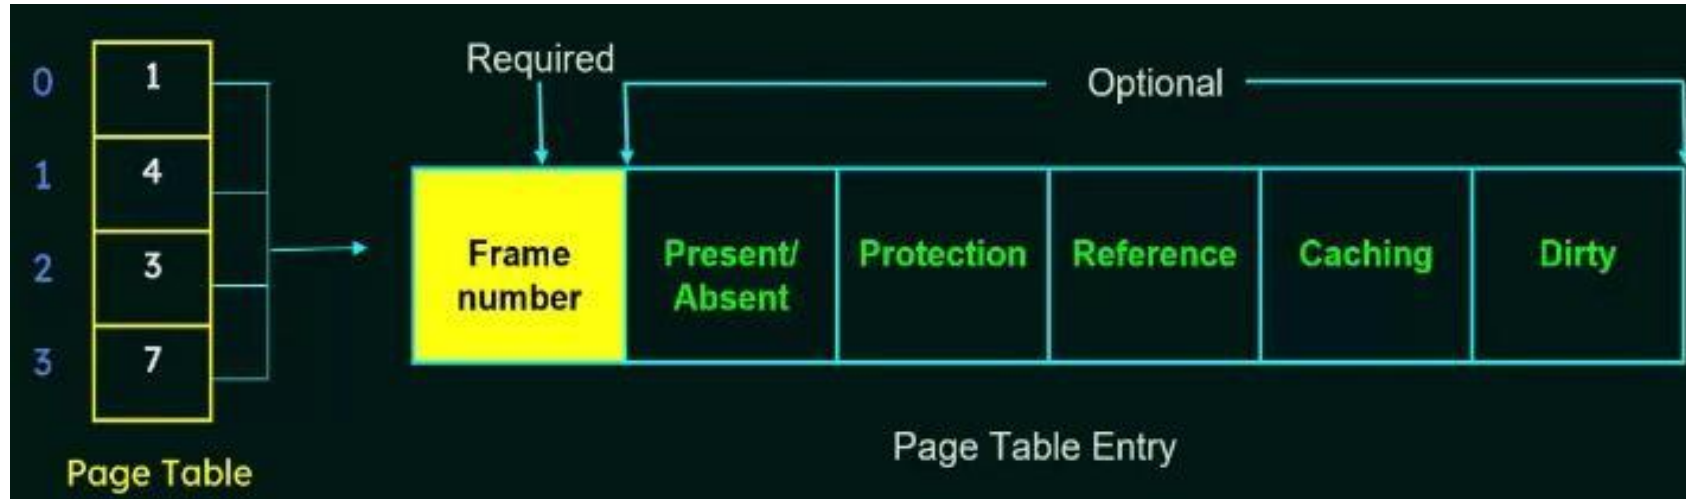 0 1
1 4
2 3
3 7
Page Table
Required
Optional
Frame
number
Present/
Absent
Protection
Reference
Caching
Dirty
Page Table Entry